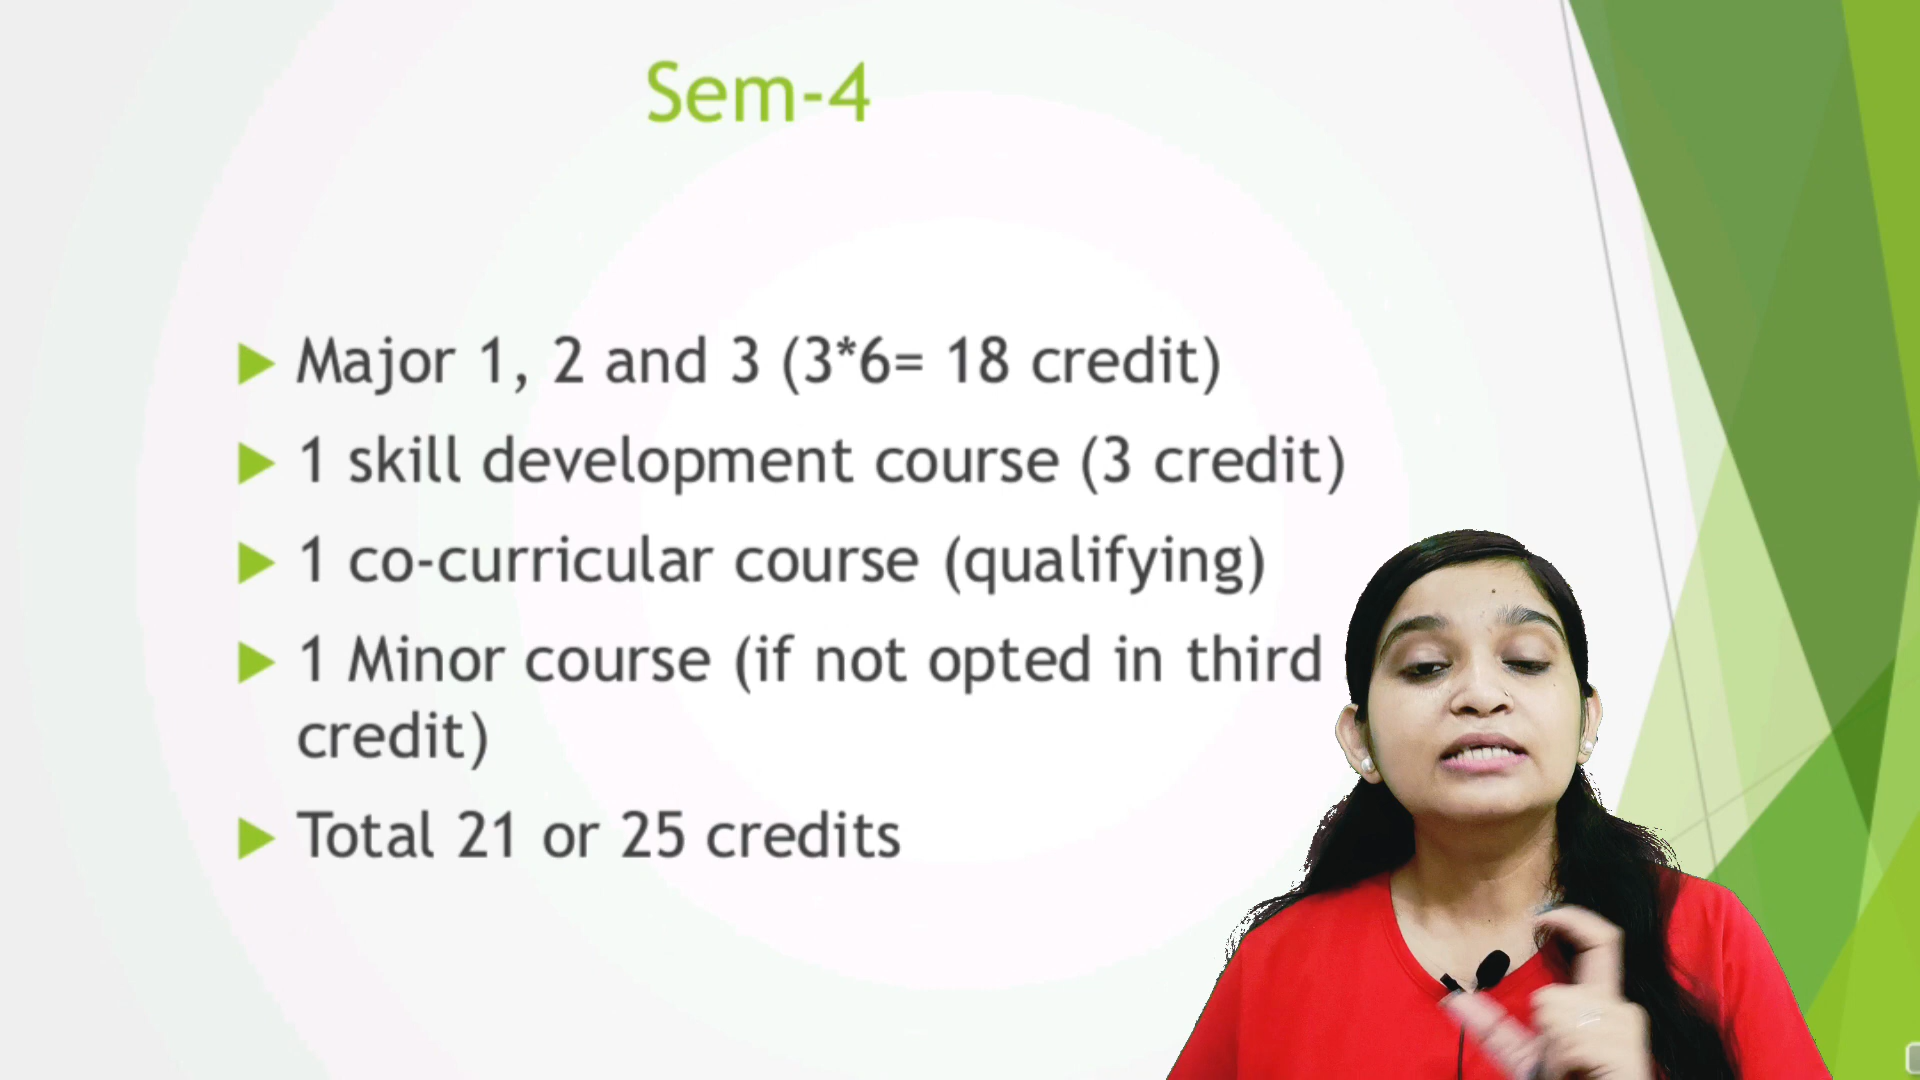 Sem-4
Major 1, 2 and 3 (3*6= 18 credit)
1 skill development course (3 credit)
1 co-curricular course (qualifying)
1 Minor course (if not opted in third
credit)
Total 21 or 25 credits